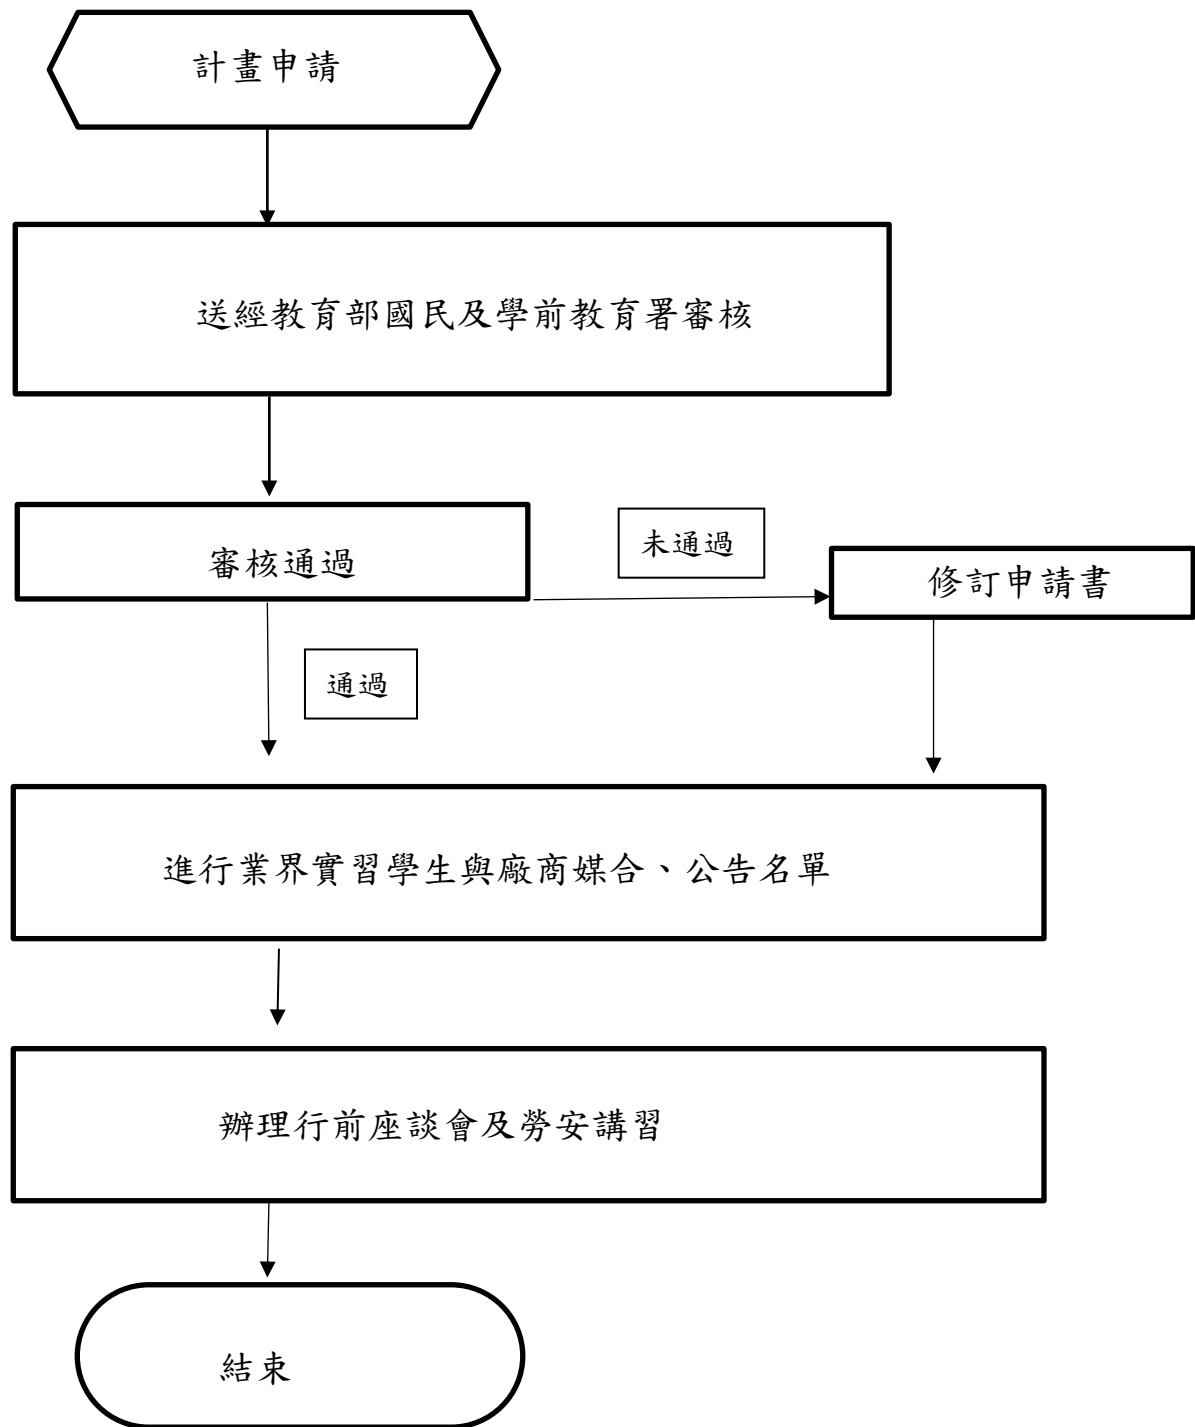 計畫申請
送經教育部國民及學前教育署審核
審核通過
未通過
修訂申請書
通過
進行業界實習學生與廠商媒合、公告名單
辦理行前座談會及勞安講習
結束